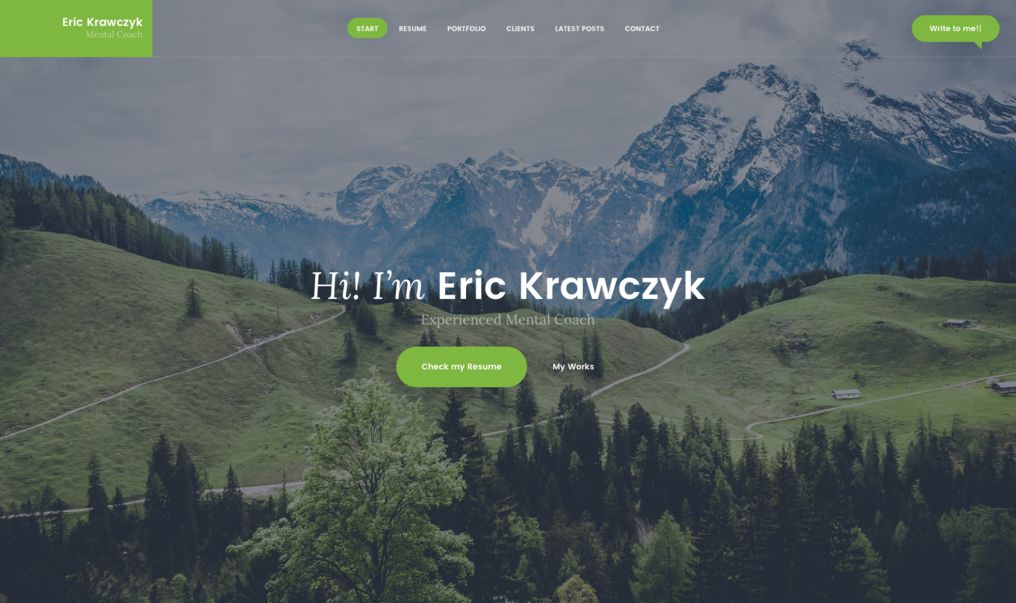 Eric Krawczyk
Mental Coach
START
RESUME
PORTFOLIO
CLIENTS
LATEST POSTS
CONTACT
Write to me!|
Hi! I’m Eric Krawczyk
Experienced Mental Coach
Check my Resume
My Works